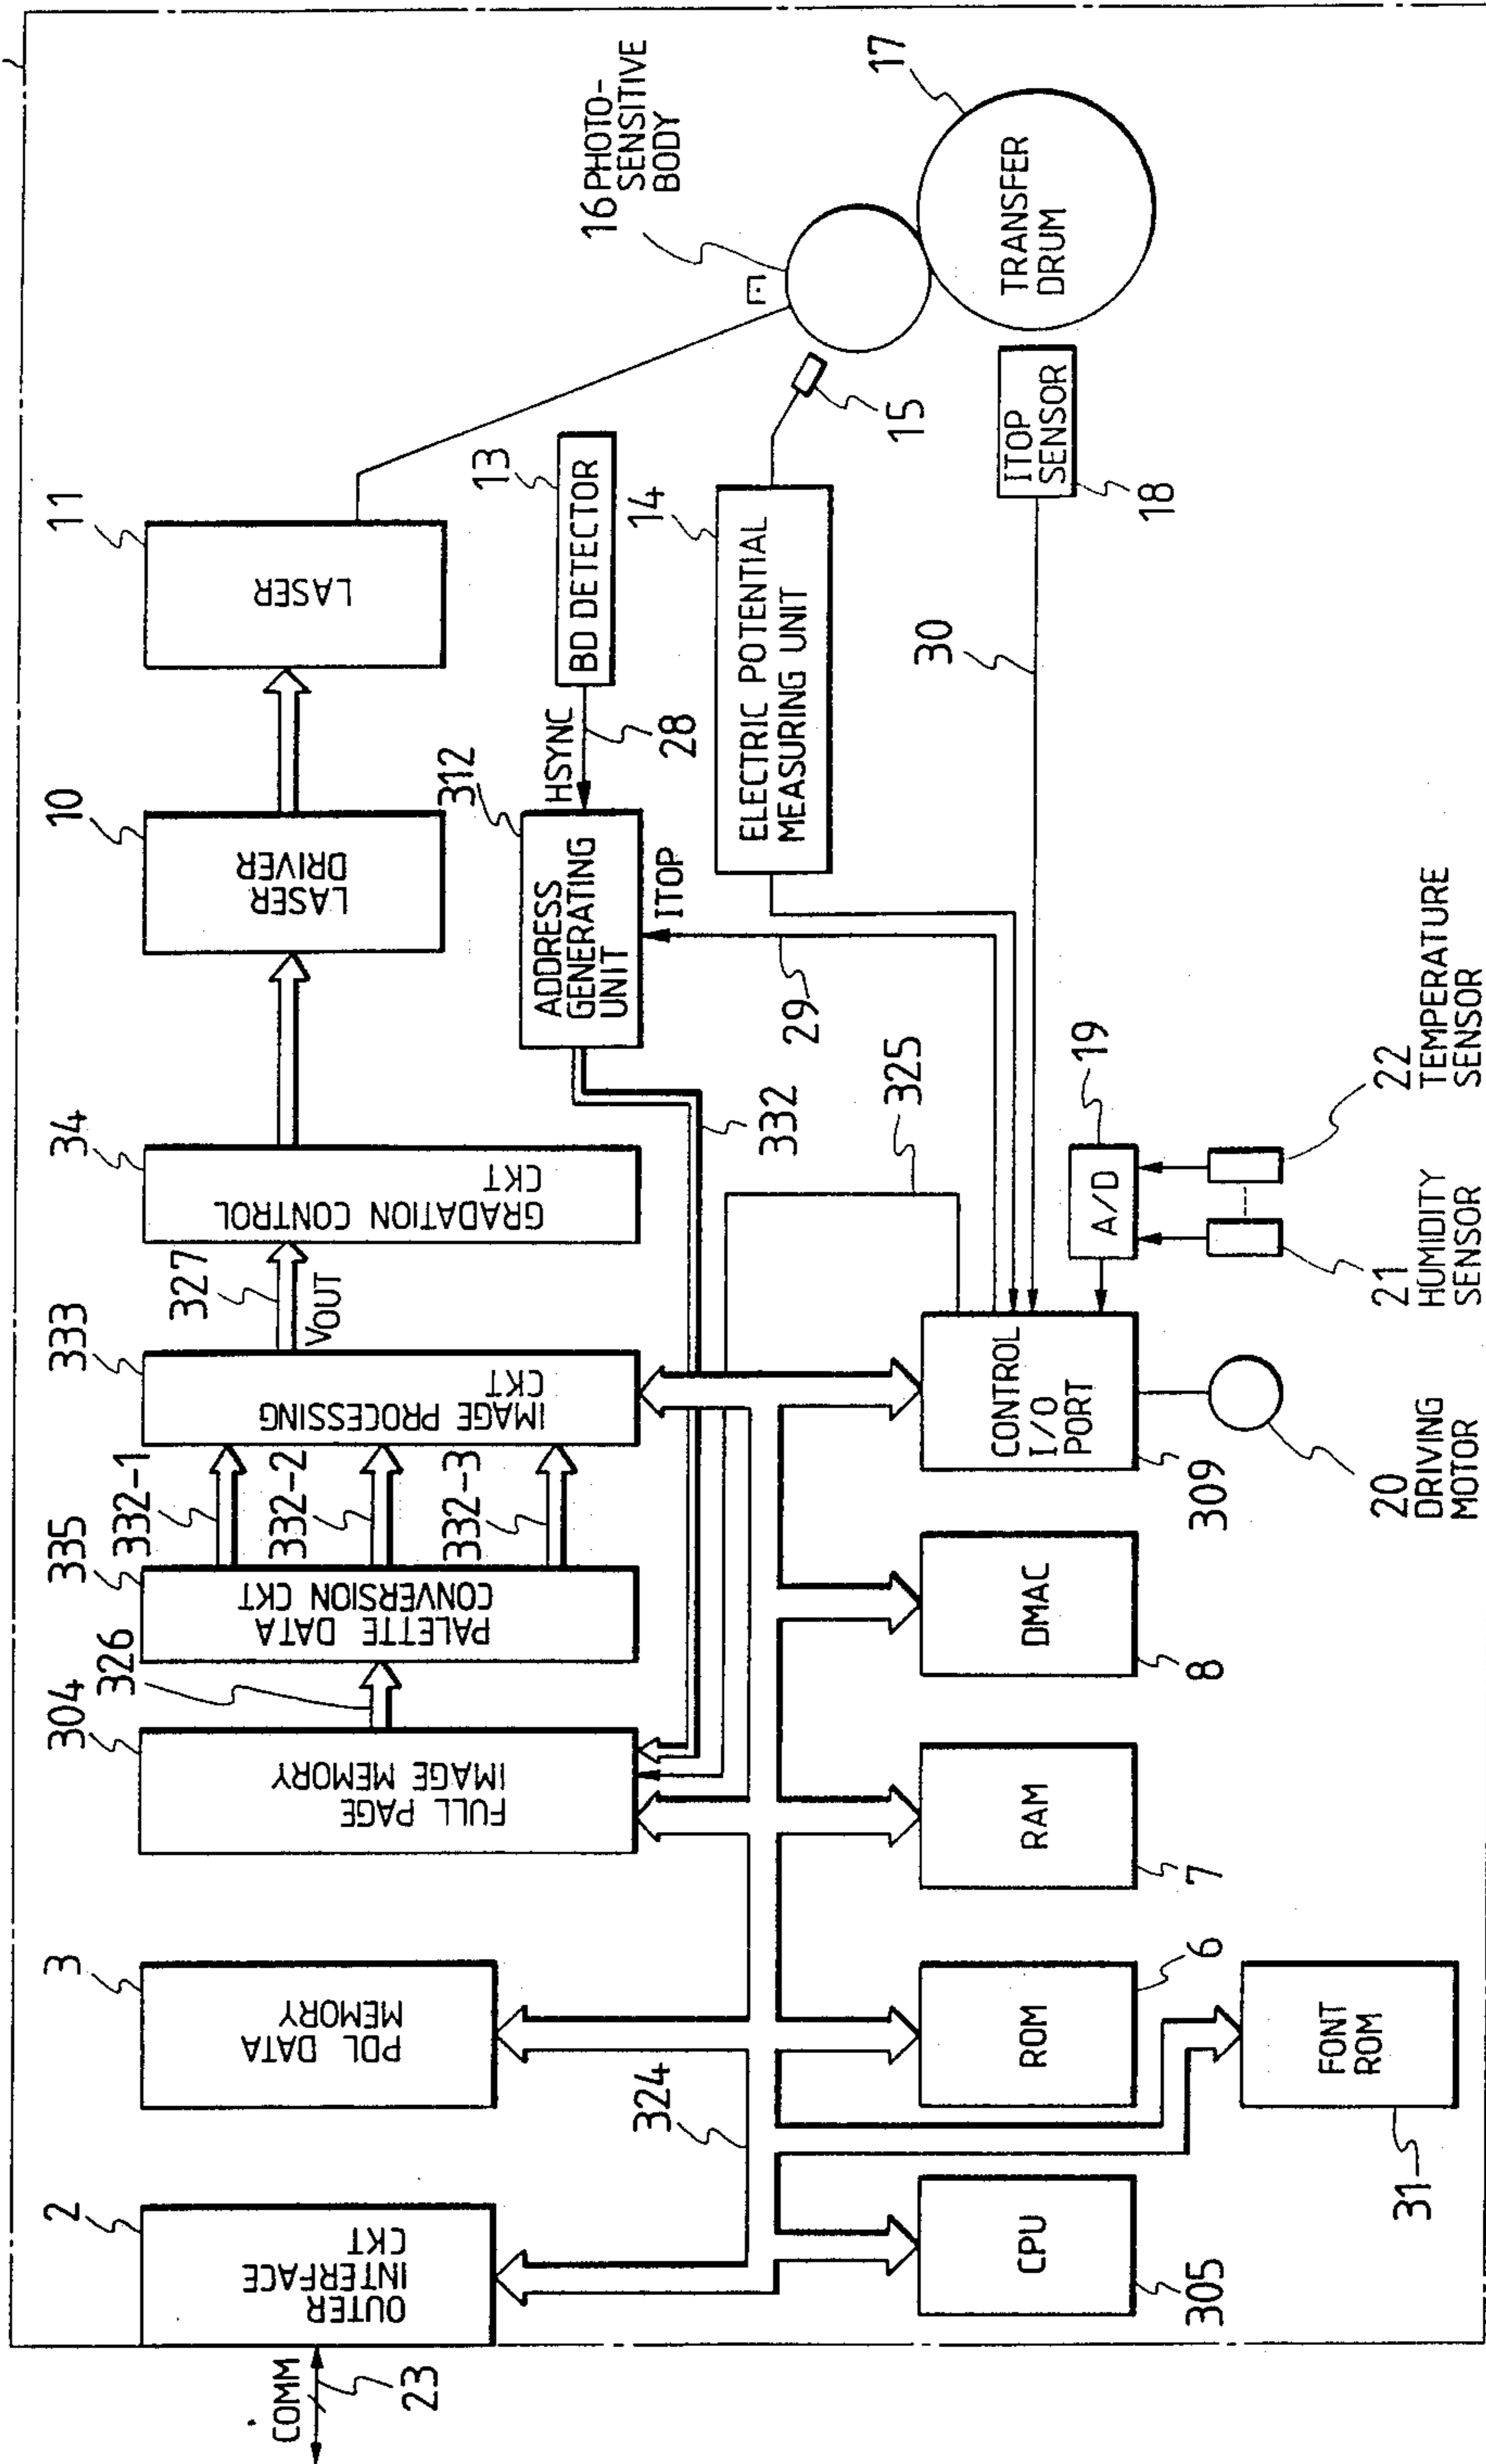 COMM
23
2
OUTER
INTERFACE
CKT
3
PDL DATA
MEMORY
304
FULL PAGE
IMAGE MEMORY
326
335
PALETTE DATA
CONVERSION CKT
332-1
332-2
332-3
333
IMAGE PROCESSING
CKT
327
VOUT
34
GRADATION CONTROL
CKT
10
LASER
DRIVER
11
LASER
312
ADDRESS
GENERATING
UNIT
HSYNC
28
13
BD DETECTOR
ITOP
29
14
ELECTRIC POTENTIAL
MEASURING UNIT
15
16 PHOTO-
SENSITIVE
BODY
17
TRANSFER
DRUM
ITOP
SENSOR
18
30
332
325
324
CPU
305
ROM
6
FONT
ROM
31
RAM
7
DMAC
8
CONTROL
I/O
PORT
309
20
DRIVING
MOTOR
A/D
19
21
HUMIDITY
SENSOR
22
TEMPERATURE
SENSOR